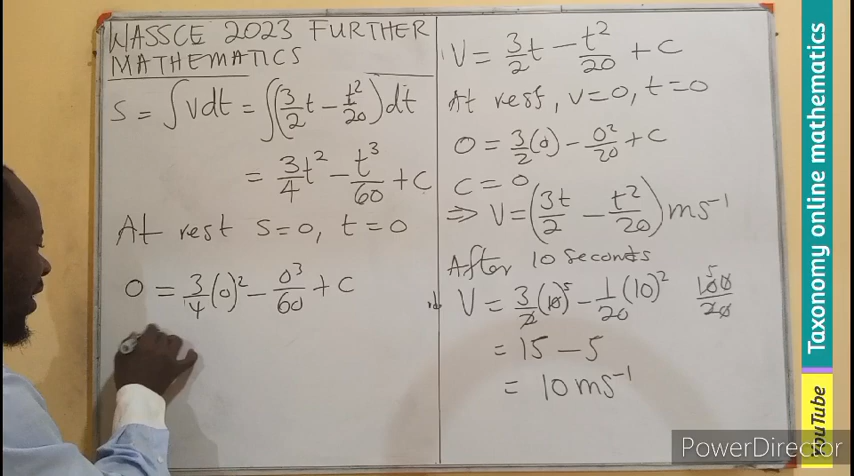 WASSCE 2023 FURTHER
MATHEMATICS
S = ∫vdt = ∫(3/2 t - t²/20) dt
= 3/4 t² - t³/60 + c
At rest s=0, t=0
0 = 3/4 (0)² - 0³/60 + c
V = 3/2 t - t²/20 + c
At rest, v=0, t=0
0 = 3/2 (0) - 0²/20 + c
c = 0
⇒ V = (3t/2 - t²/20) ms⁻¹
After 10 seconds
V = 3/2 (10)⁵ - 1/20 (10)² 5 100/20
= 15 - 5
= 10 ms⁻¹
Taxonomy online mathematics
YouTube
PowerDirector